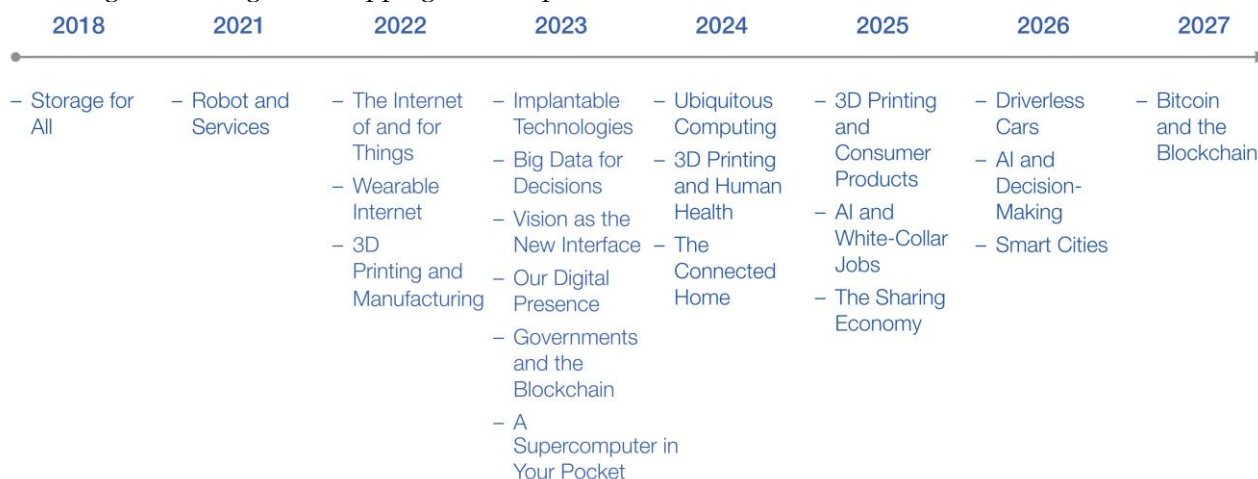 2018 2021 2022 2023 2024 2025 2026 2027
– Storage for
All
– Robot and
Services
– The Internet
of and for
Things
– Wearable
Internet
– 3D
Printing and
Manufacturing
– Implantable
Technologies
– Big Data for
Decisions
– Vision as the
New Interface
– Our Digital
Presence
– Governments
and the
Blockchain
– A
Supercomputer in
Your Pocket
– Ubiquitous
Computing
– 3D Printing
and Human
Health
– The
Connected
Home
– 3D Printing
and
Consumer
Products
– AI and
White-Collar
Jobs
– The Sharing
Economy
– Driverless
Cars
– AI and
Decision-
Making
– Smart Cities
– Bitcoin
and the
Blockchain